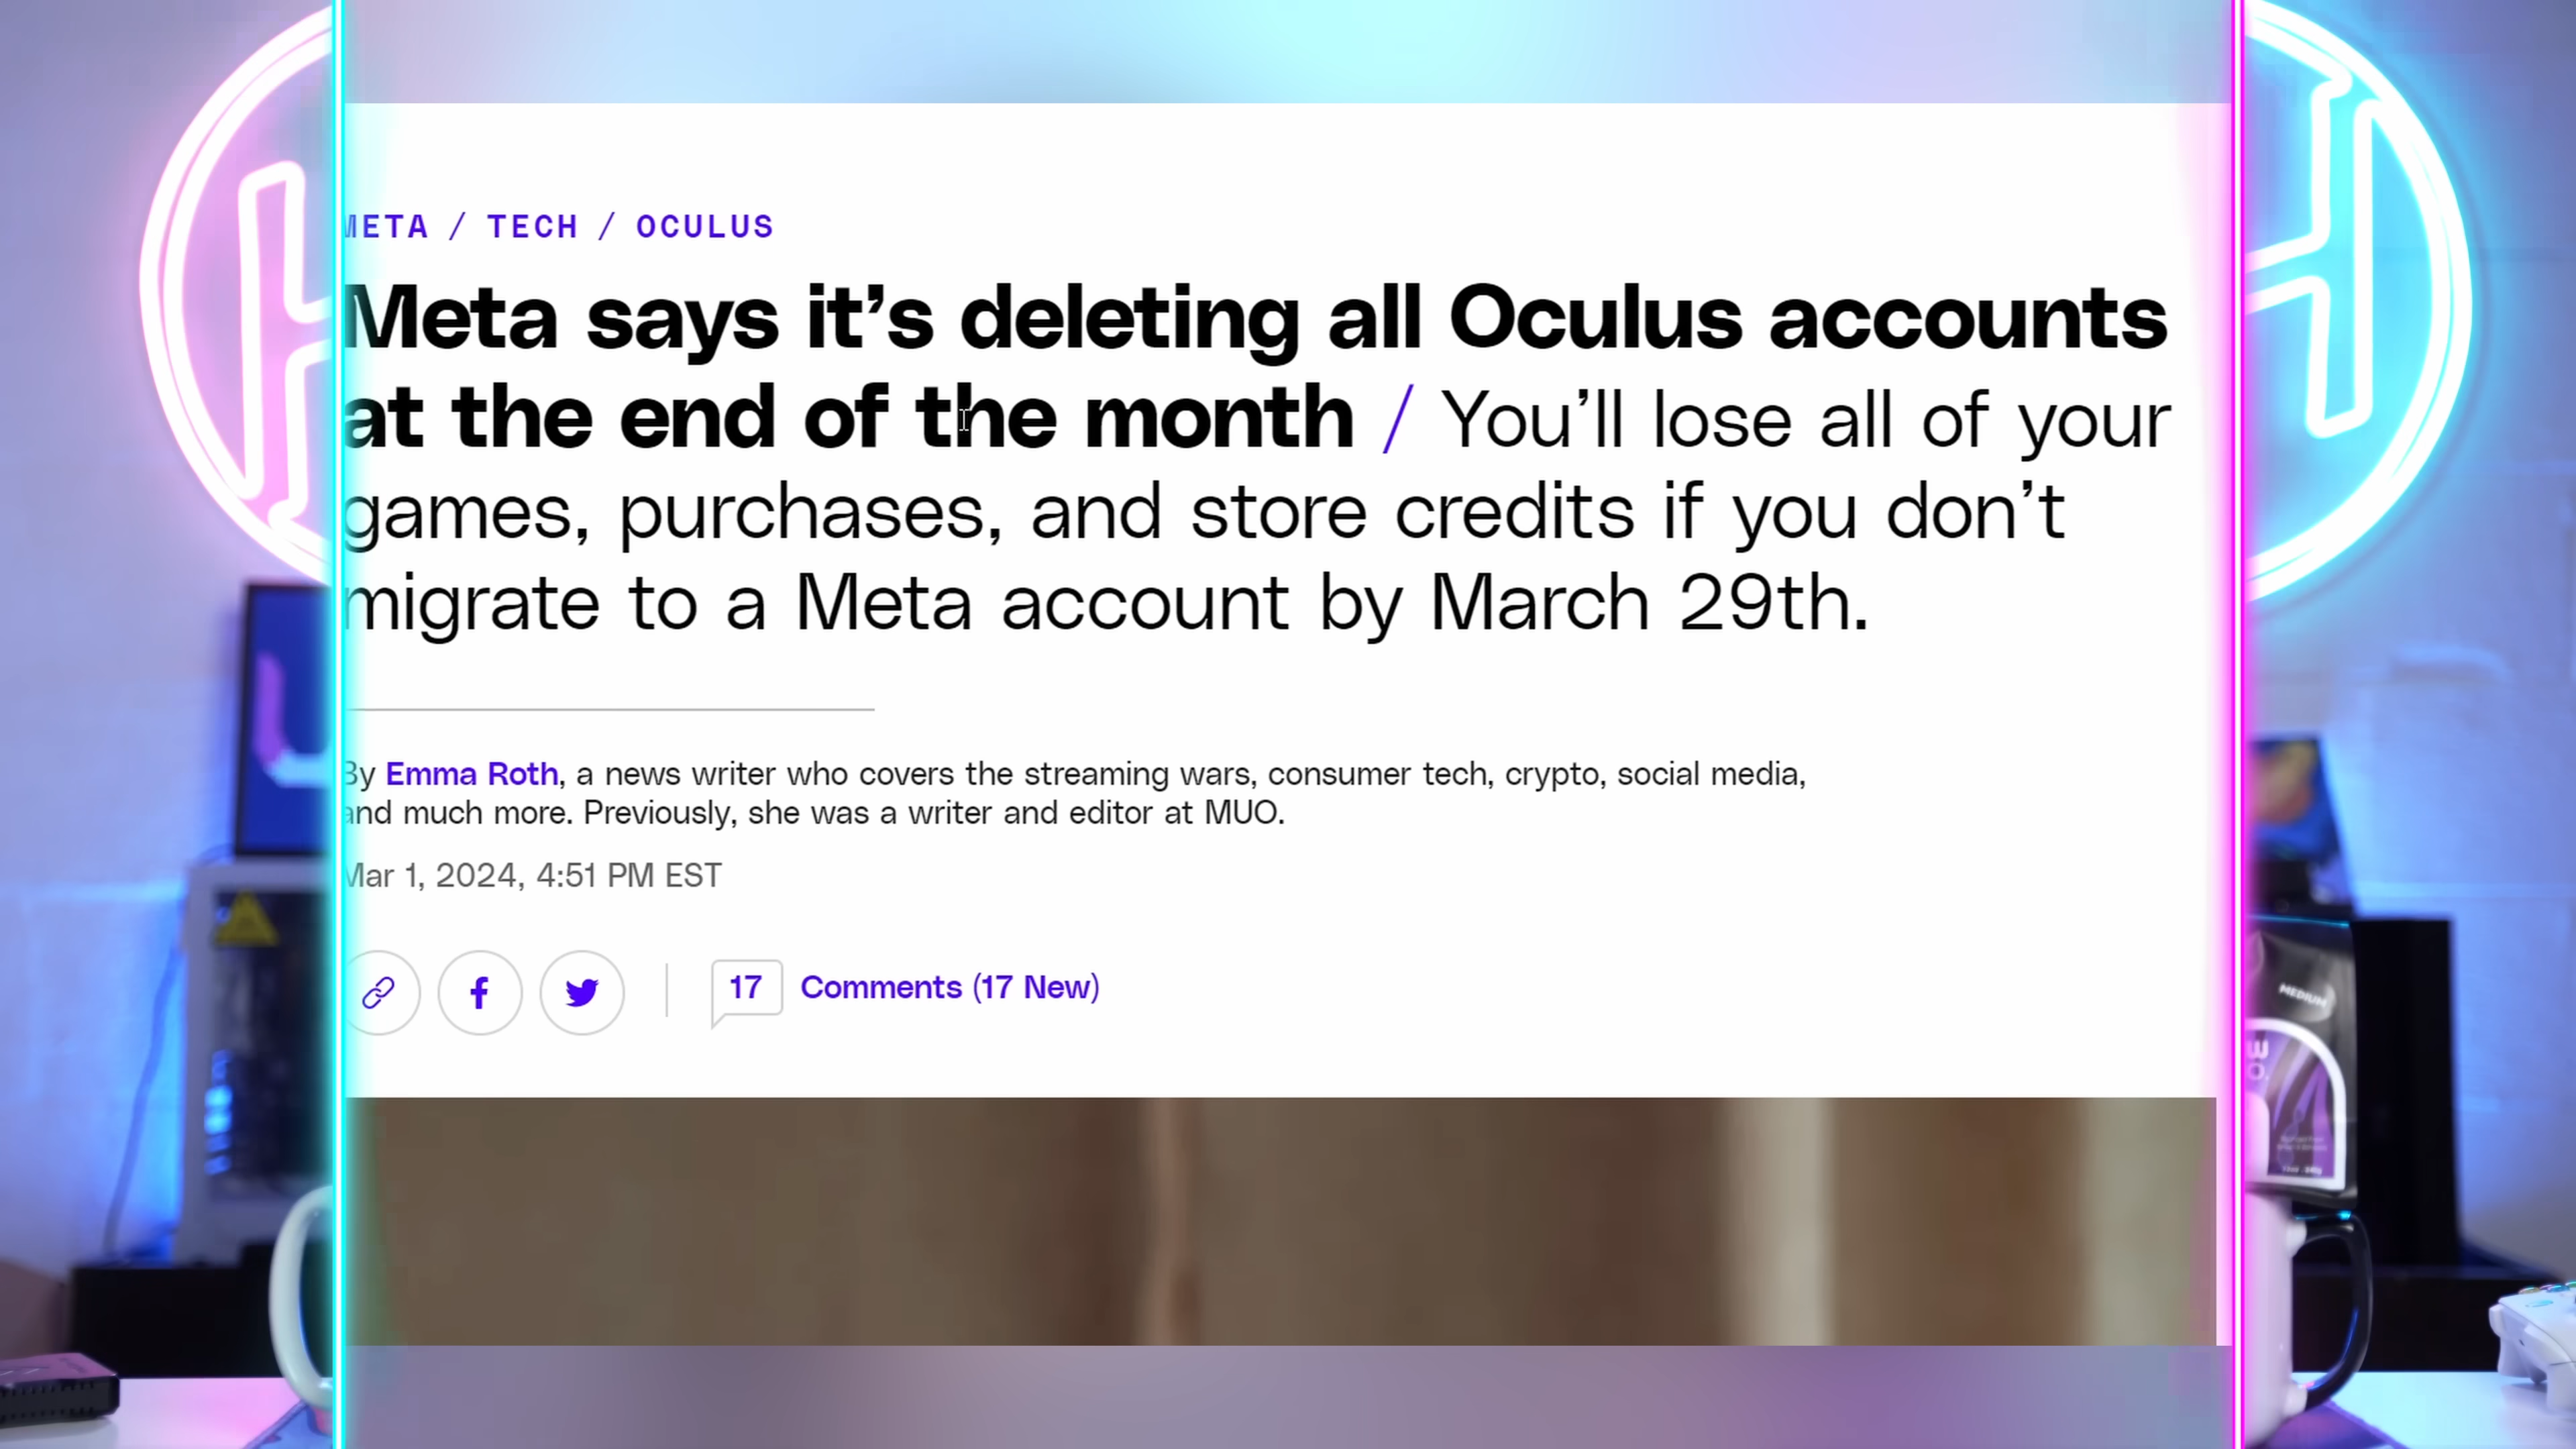 META / TECH / OCULUS
Meta says it’s deleting all Oculus accounts
at the end of the month / You’ll lose all of your
games, purchases, and store credits if you don’t
migrate to a Meta account by March 29th.
By Emma Roth, a news writer who covers the streaming wars, consumer tech, crypto, social media,
and much more. Previously, she was a writer and editor at MUO.
Mar 1, 2024, 4:51 PM EST
17 Comments (17 New)
MEDIUM